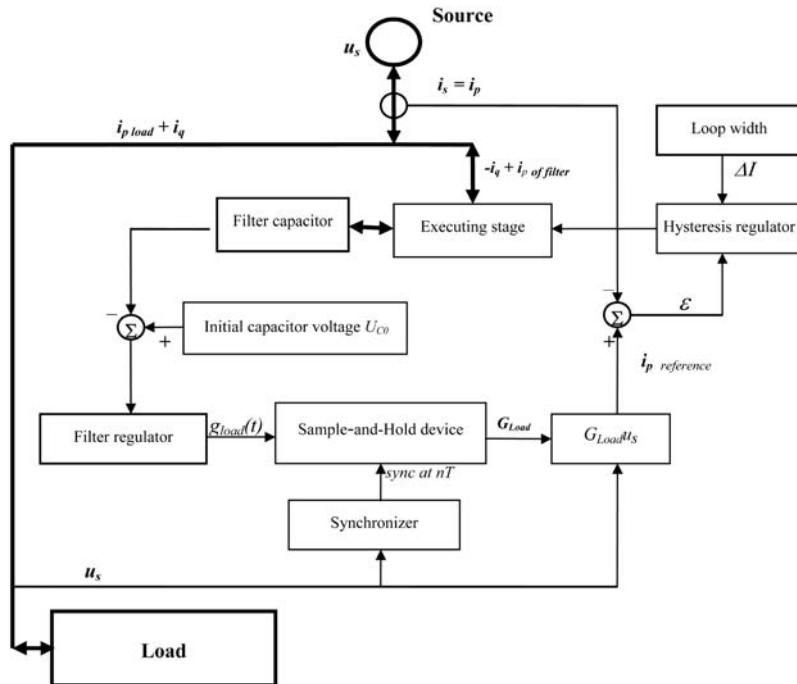 Source
u_s
i_s = i_p
i_p load + i_q
Loop width
-i_q + i_p of filter
ΔI
Filter capacitor
Executing stage
Hysteresis regulator
−
−
Σ
+
Initial capacitor voltage U_C0
Σ
+
ε
i_p reference
Filter regulator
g_load(t)
Sample-and-Hold device
G_Load
G_Load u_S
sync at nT
Synchronizer
u_s
Load